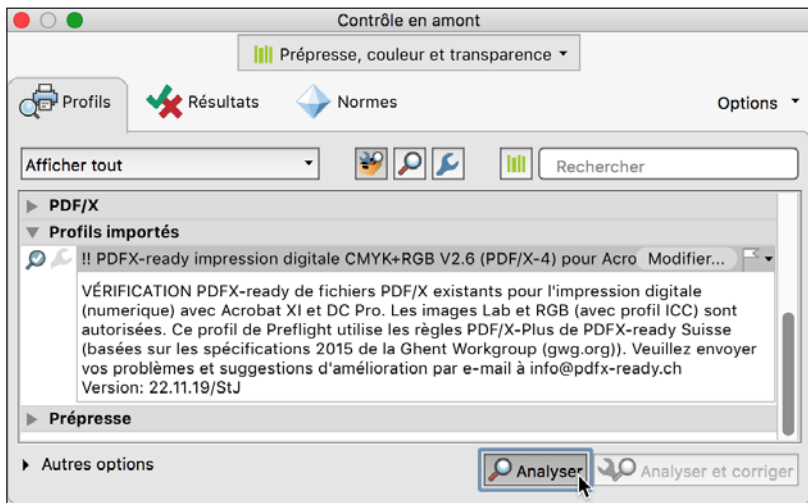 Contrôle en amont
Prépresse, couleur et transparence
Profils
Résultats
Normes
Options
Afficher tout
Rechercher
PDF/X
Profils importés
!! PDFX-ready impression digitale CMYK+RGB V2.6 (PDF/X-4) pour Acro
Modifier...
VÉRIFICATION PDFX-ready de fichiers PDF/X existants pour l'impression digitale
(numerique) avec Acrobat XI et DC Pro. Les images Lab et RGB (avec profil ICC) sont
autorisées. Ce profil de Preflight utilise les règles PDF/X-Plus de PDFX-ready Suisse
(basées sur les spécifications 2015 de la Ghent Workgroup (gwg.org)). Veuillez envoyer
vos problèmes et suggestions d'amélioration par e-mail à info@pdfx-ready.ch
Version: 22.11.19/StJ
Prépresse
Autres options
Analyser
Analyser et corriger